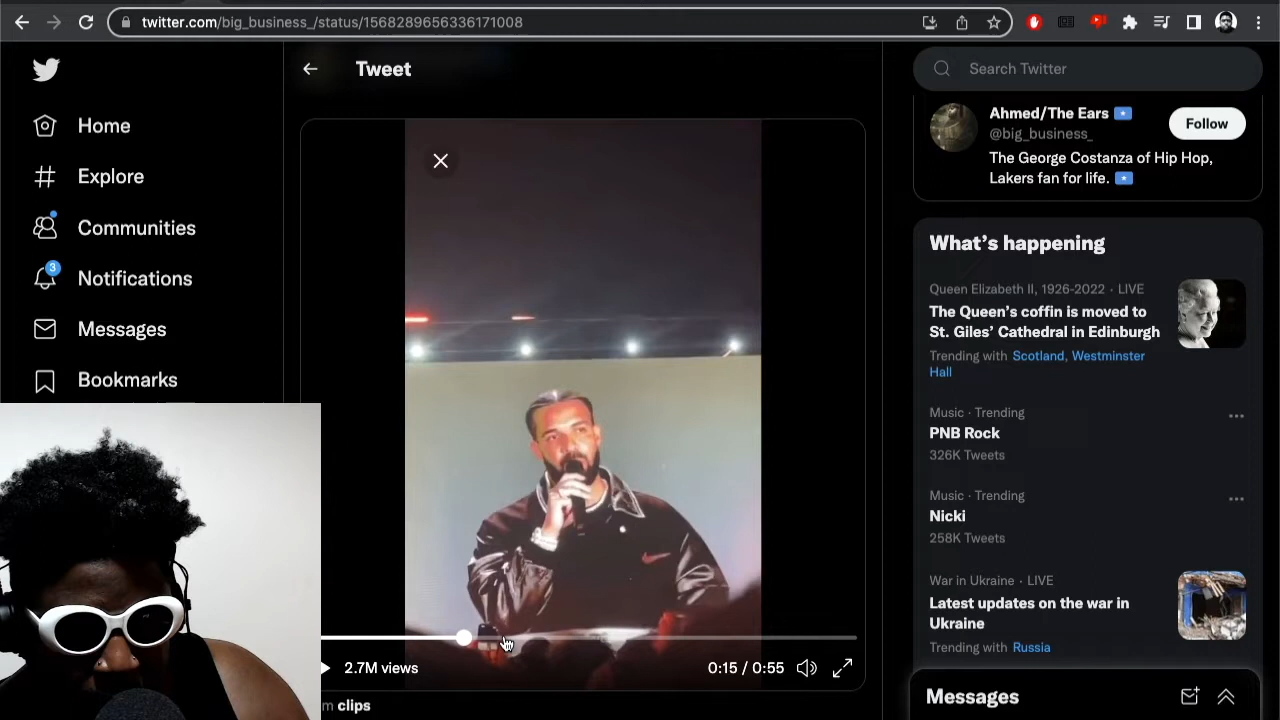 twitter.com/big_business_/status/1568289656336171008
Tweet
Search Twitter
Home
Explore
Communities
3
Notifications
Messages
Bookmarks
2.7M views
0:15 / 0:55
clips
Ahmed/The Ears
@big_business_
Follow
The George Costanza of Hip Hop,
Lakers fan for life.
What's happening
Queen Elizabeth II, 1926-2022 · LIVE
The Queen's coffin is moved to
St. Giles' Cathedral in Edinburgh
Trending with Scotland, Westminster
Hall
Music · Trending
PNB Rock
326K Tweets
Music · Trending
Nicki
258K Tweets
War in Ukraine · LIVE
Latest updates on the war in
Ukraine
Trending with Russia
Messages